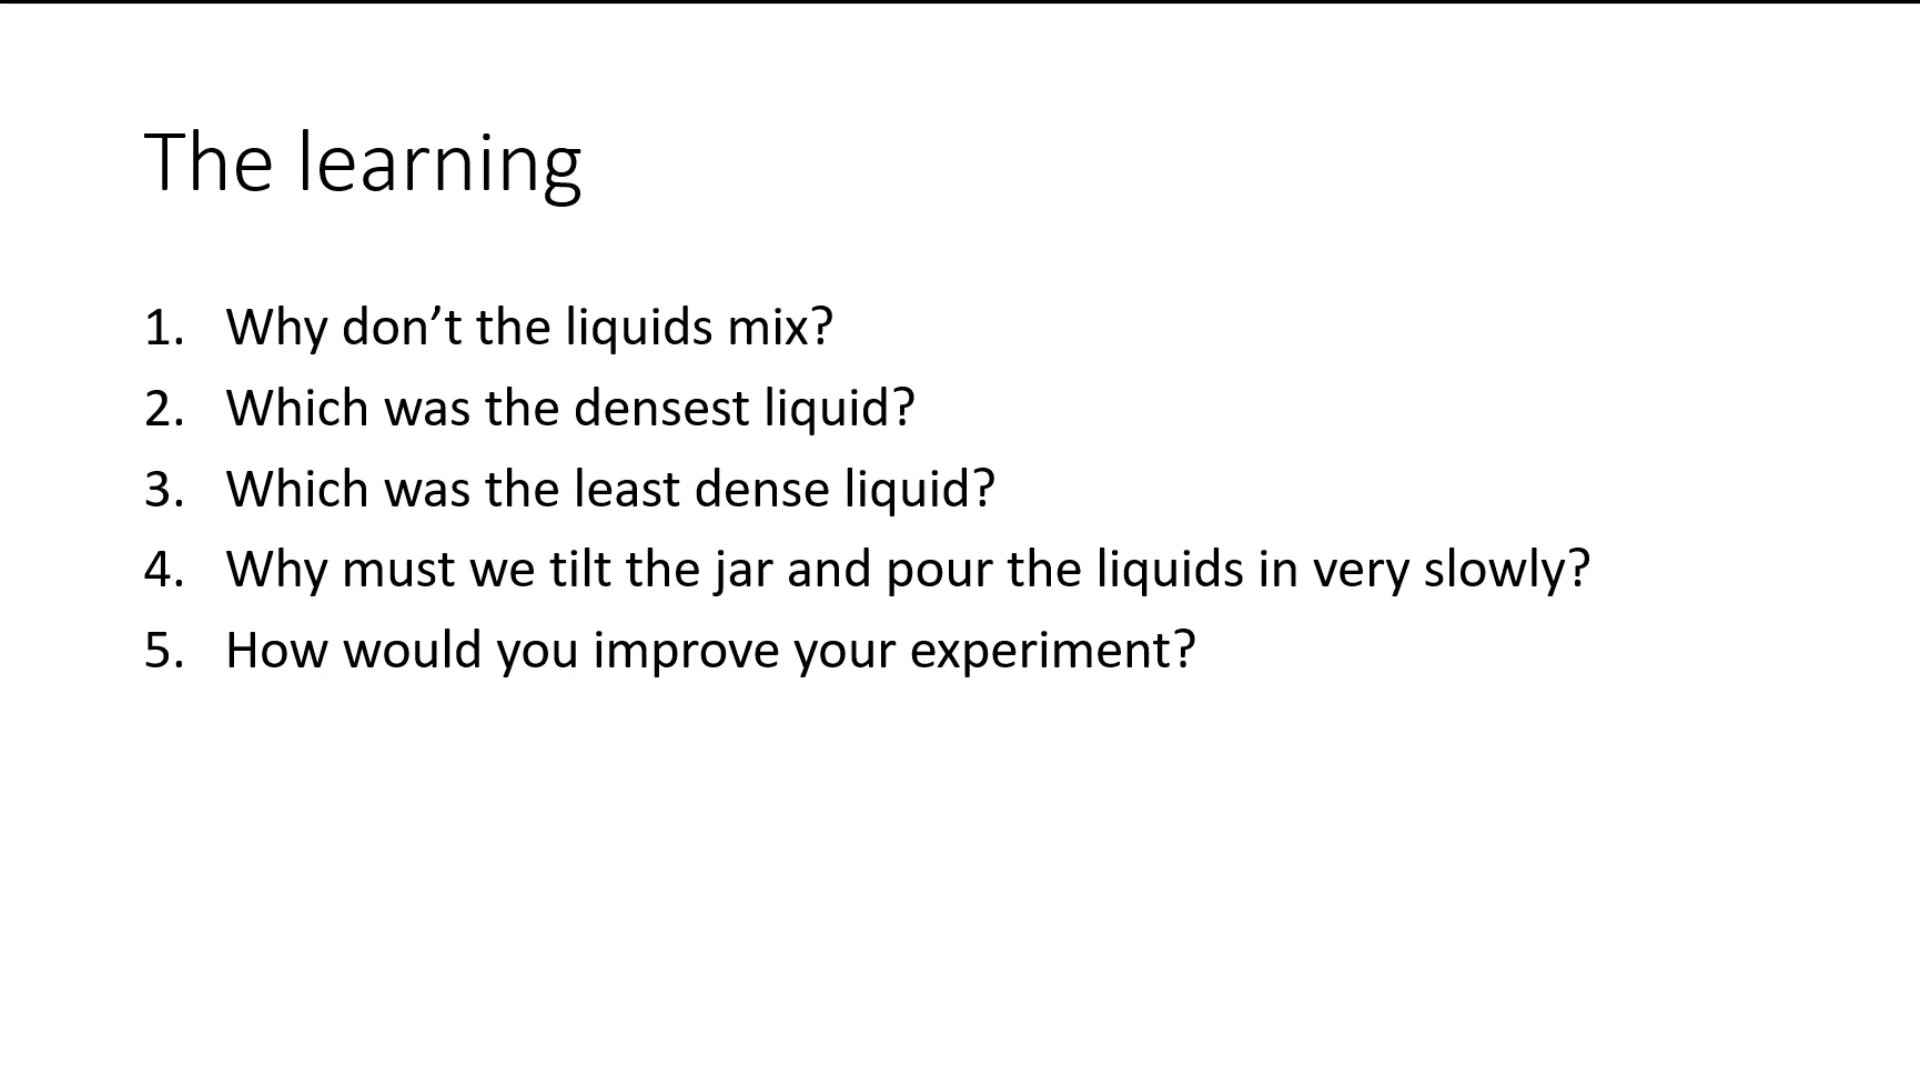 The learning
1. Why don’t the liquids mix?
2. Which was the densest liquid?
3. Which was the least dense liquid?
4. Why must we tilt the jar and pour the liquids in very slowly?
5. How would you improve your experiment?